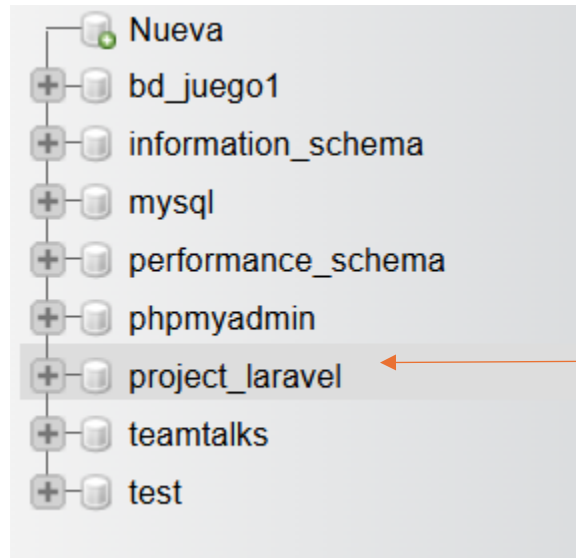 Nueva
bd_juego1
information_schema
mysql
performance_schema
phpmyadmin
project_laravel
teamtalks
test